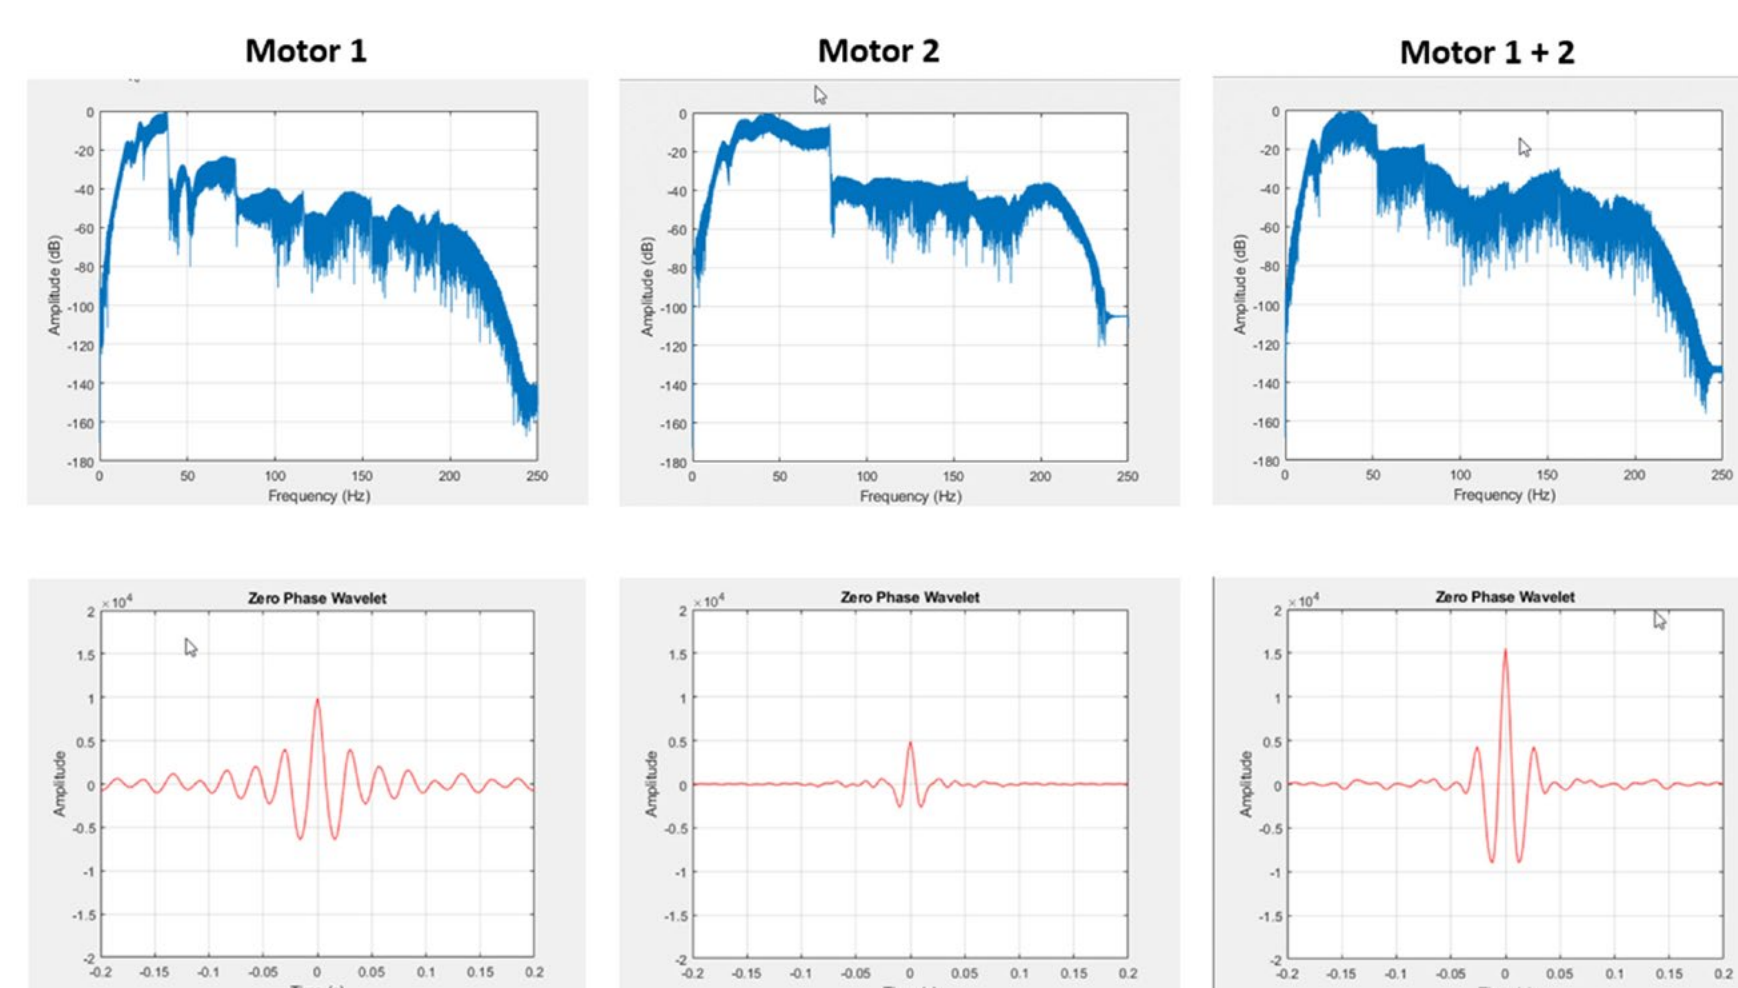 Motor 1
Motor 2
Motor 1 + 2
0
-20
-40
-60
-80
-100
-120
-140
-160
-180
Amplitude (dB)
0 50 100 150 200 250
Frequency (Hz)
0
-20
-40
-60
-80
-100
-120
-140
-160
-180
Amplitude (dB)
0 50 100 150 200 250
Frequency (Hz)
0
-20
-40
-60
-80
-100
-120
-140
-160
-180
Amplitude (dB)
0 50 100 150 200 250
Frequency (Hz)
Zero Phase Wavelet
×10⁴
2
1.5
1
0.5
0
-0.5
-1
-1.5
-2
Amplitude
-0.2 -0.15 -0.1 -0.05 0 0.05 0.1 0.15 0.2
Zero Phase Wavelet
×10⁴
2
1.5
1
0.5
0
-0.5
-1
-1.5
-2
Amplitude
-0.2 -0.15 -0.1 -0.05 0 0.05 0.1 0.15 0.2
Zero Phase Wavelet
×10⁴
2
1.5
1
0.5
0
-0.5
-1
-1.5
-2
Amplitude
-0.2 -0.15 -0.1 -0.05 0 0.05 0.1 0.15 0.2